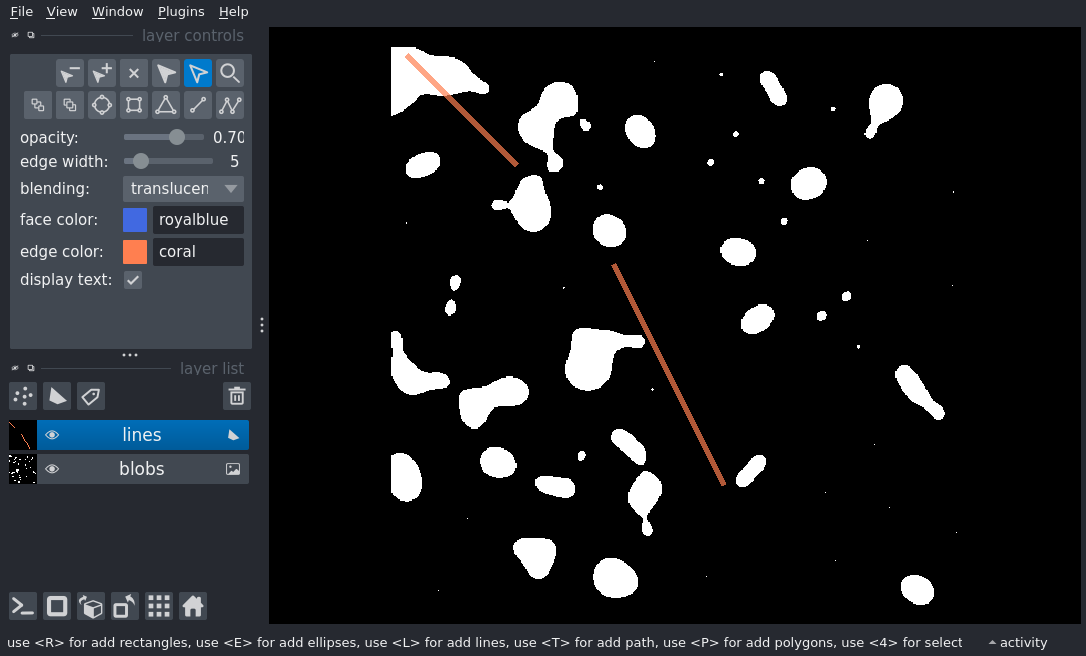 File View Window Plugins Help
layer controls
opacity: 0.70
edge width: 5
blending: translucen
face color: royalblue
edge color: coral
display text:
layer list
lines
blobs
use <R> for add rectangles, use <E> for add ellipses, use <L> for add lines, use <T> for add path, use <P> for add polygons, use <4> for select
activity